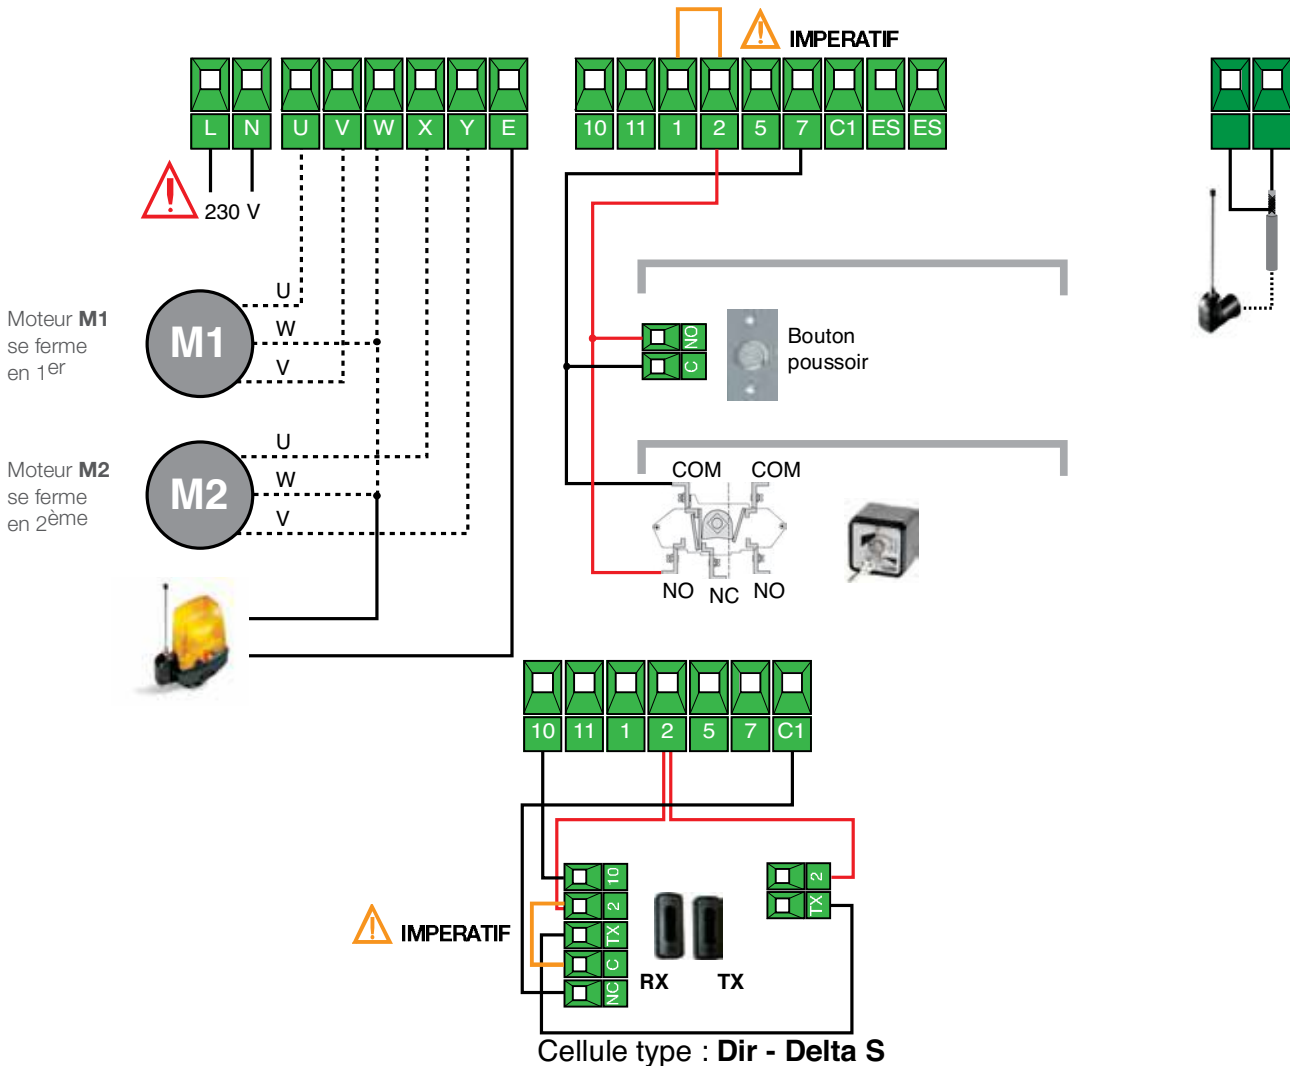 IMPERATIF
L N U V W X Y E
10 11 1 2 5 7 C1 ES ES
230 V
Moteur M1
se ferme
en 1er
M1
U
W
V
Moteur M2
se ferme
en 2ème
M2
U
W
V
NO
C
Bouton
poussoir
COM COM
NO NC NO
10 11 1 2 5 7 C1
IMPERATIF
10
2
TX
C
NC
RX TX
2
TX
Cellule type : Dir - Delta S